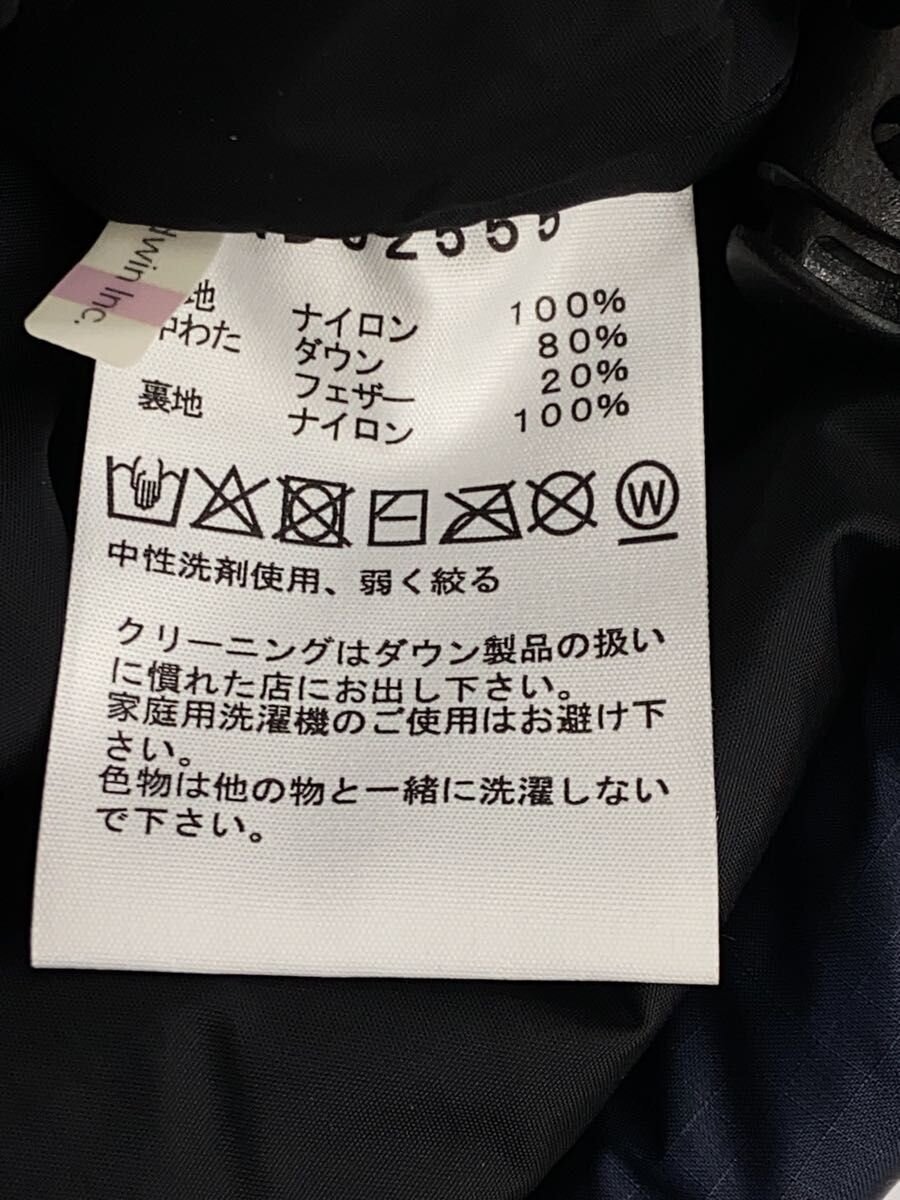 dwin Inc.
地 ナイロン 100%
中わた ダウン 80%
フェザー 20%
裏地 ナイロン 100%
W
中性洗剤使用、弱く絞る
クリーニングはダウン製品の扱い
に慣れた店にお出し下さい。
家庭用洗濯機のご使用はお避け下
さい。
色物は他の物と一緒に洗濯しない
で下さい。